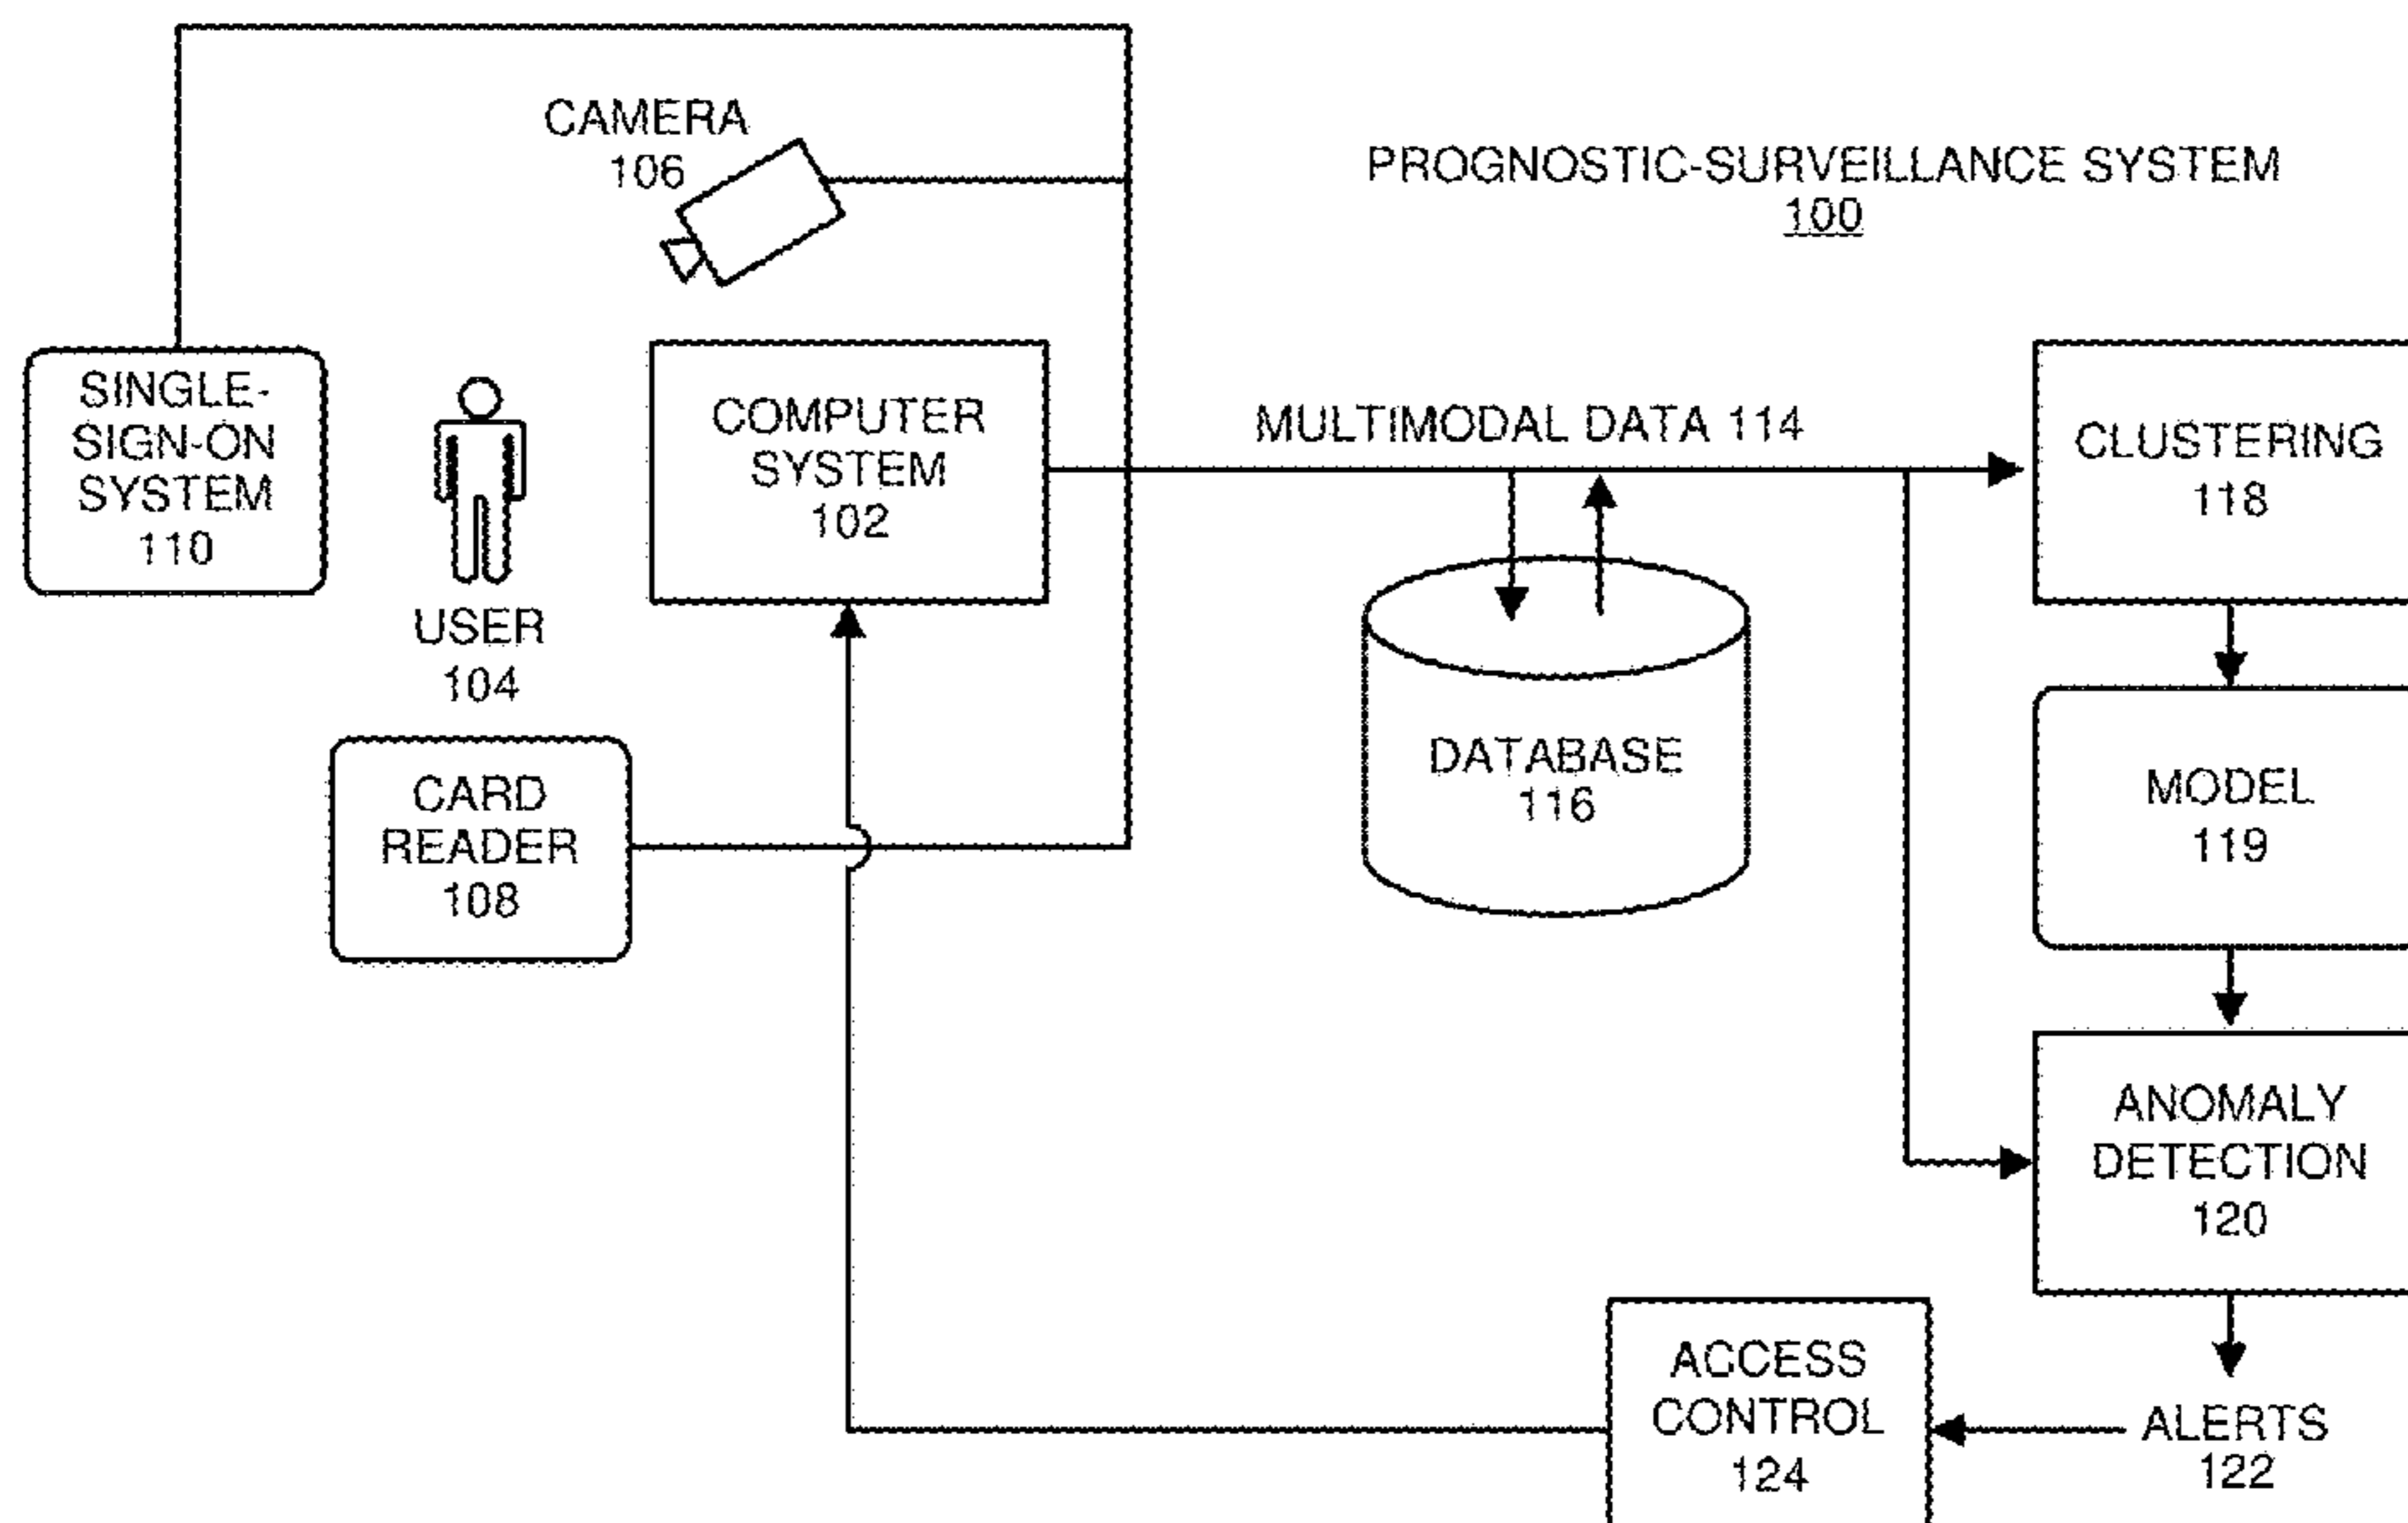 CAMERA
106
PROGNOSTIC-SURVEILLANCE SYSTEM
100
SINGLE-
SIGN-ON
SYSTEM
110
USER
104
COMPUTER
SYSTEM
102
MULTIMODAL DATA 114
CLUSTERING
118
DATABASE
116
MODEL
119
CARD
READER
108
ANOMALY
DETECTION
120
ACCESS
CONTROL
124
ALERTS
122